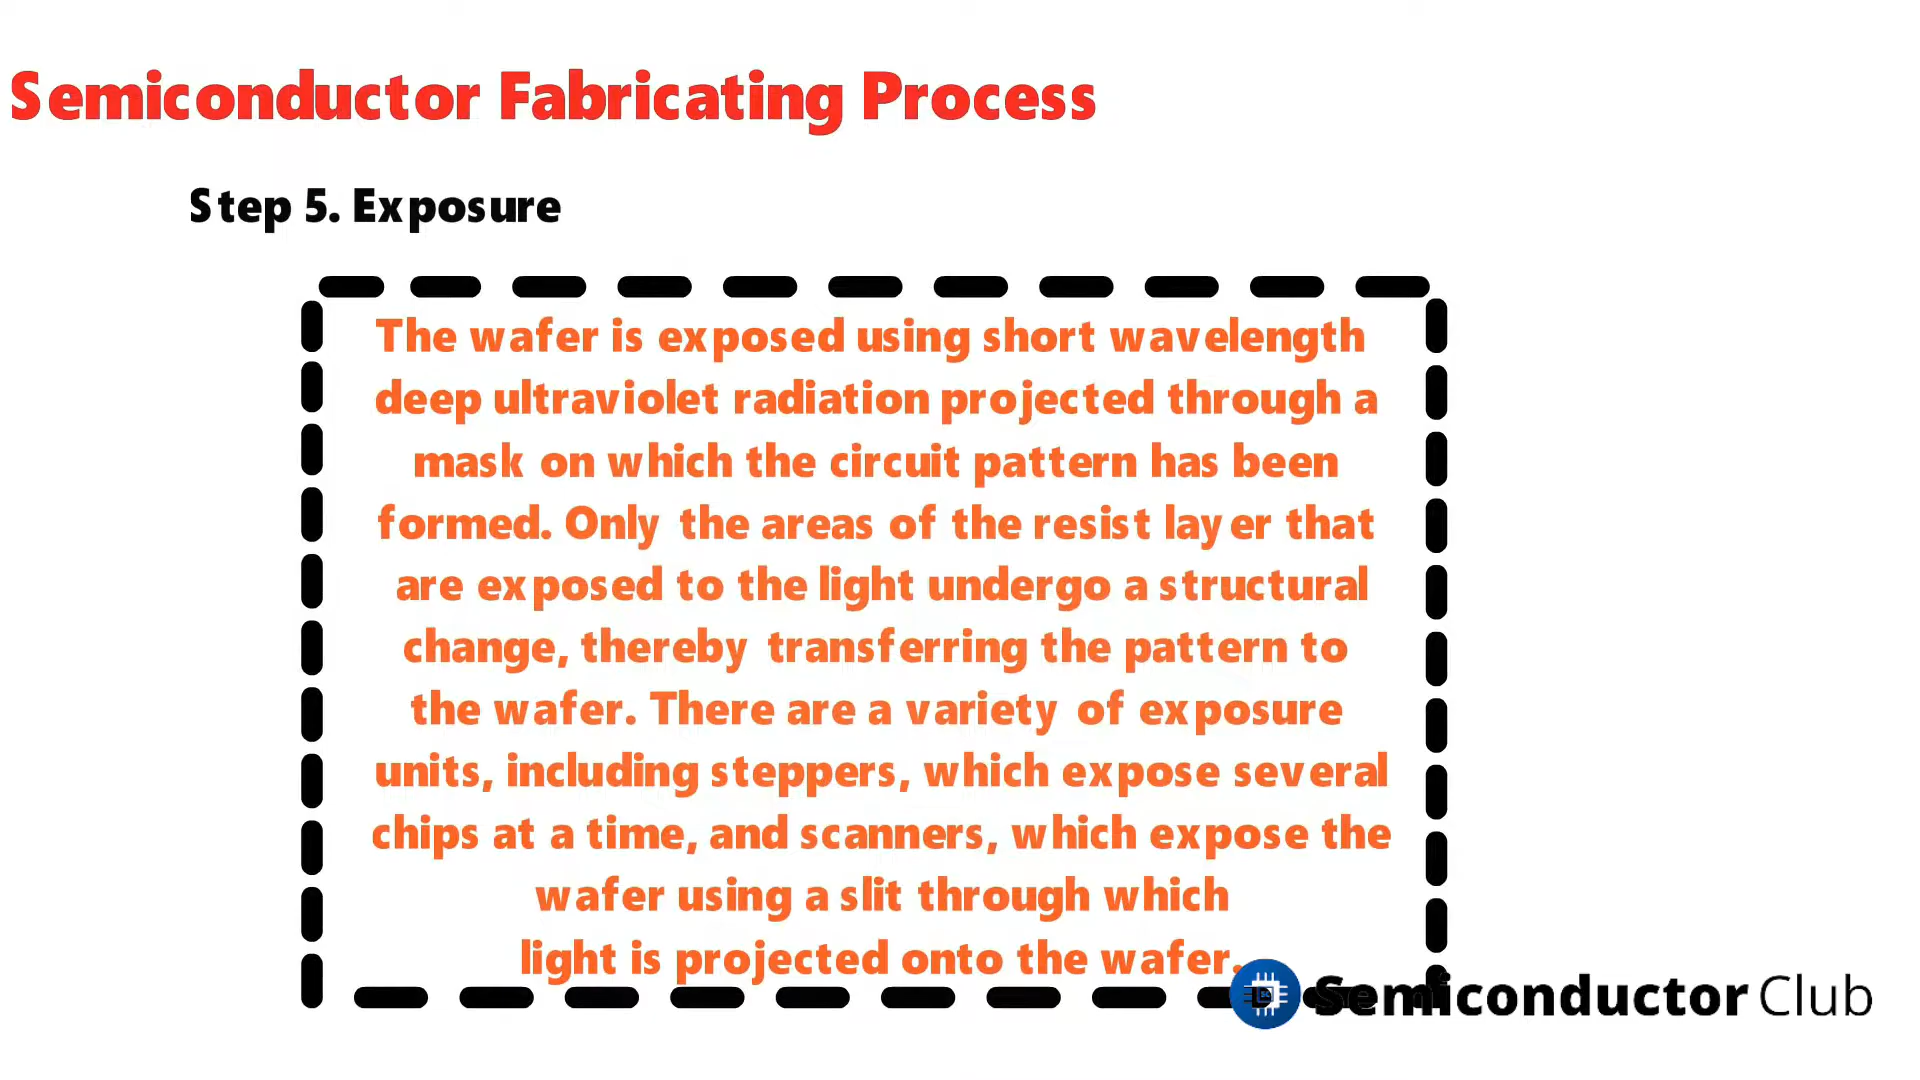 Semiconductor Fabricating Process
Step 5. Exposure
The wafer is exposed using short wavelength
deep ultraviolet radiation projected through a
mask on which the circuit pattern has been
formed. Only the areas of the resist layer that
are exposed to the light undergo a structural
change, thereby transferring the pattern to
the wafer. There are a variety of exposure
units, including steppers, which expose several
chips at a time, and scanners, which expose the
wafer using a slit through which
light is projected onto the wafer.
Semiconductor Club